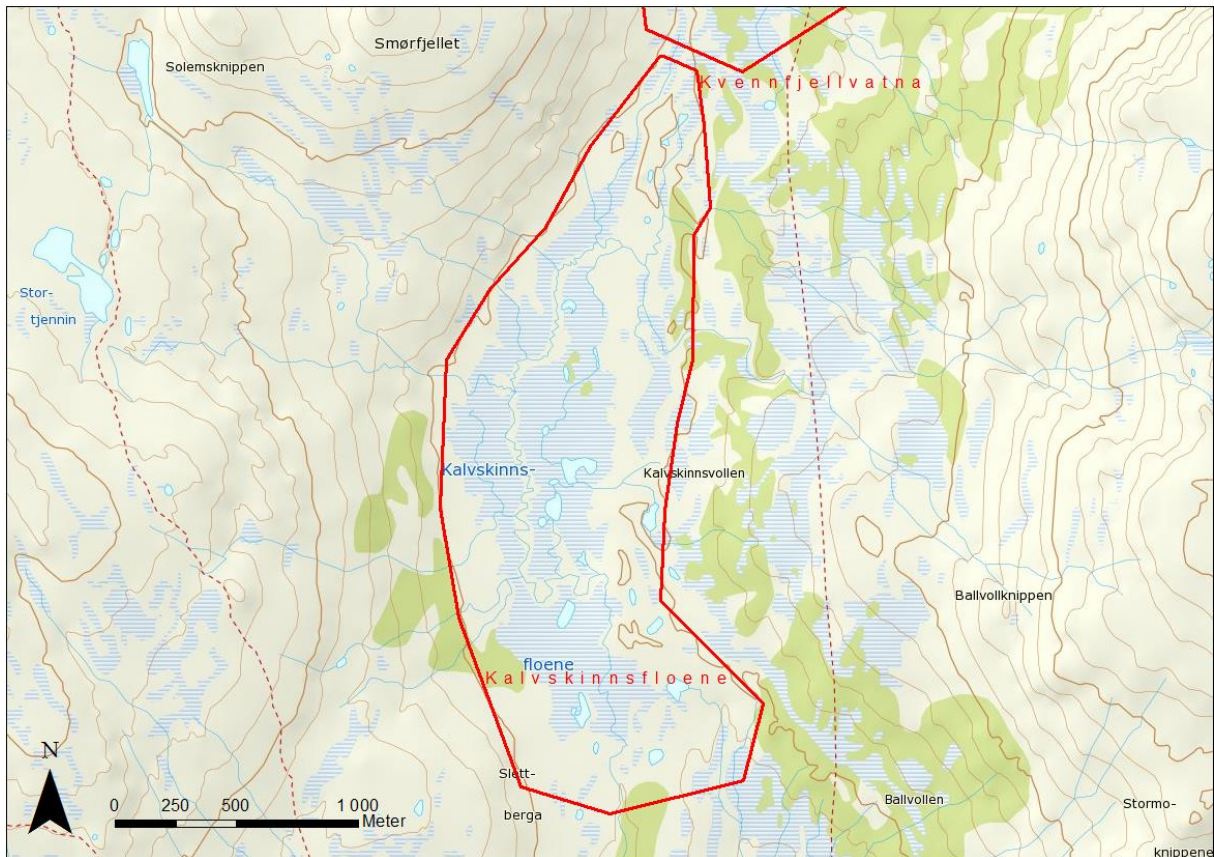 Smørfjellet
Solemsknippen
Kvennfjellvatna
Stor-
tjennin
Kalvskinns-
Kalvskinnsvollen
Ballvollknippen
floene
Kalvskinnsfloene
N
Slett-
berga
0 250 500 1 000
Meter
Ballvollen
Stormo-
knippene